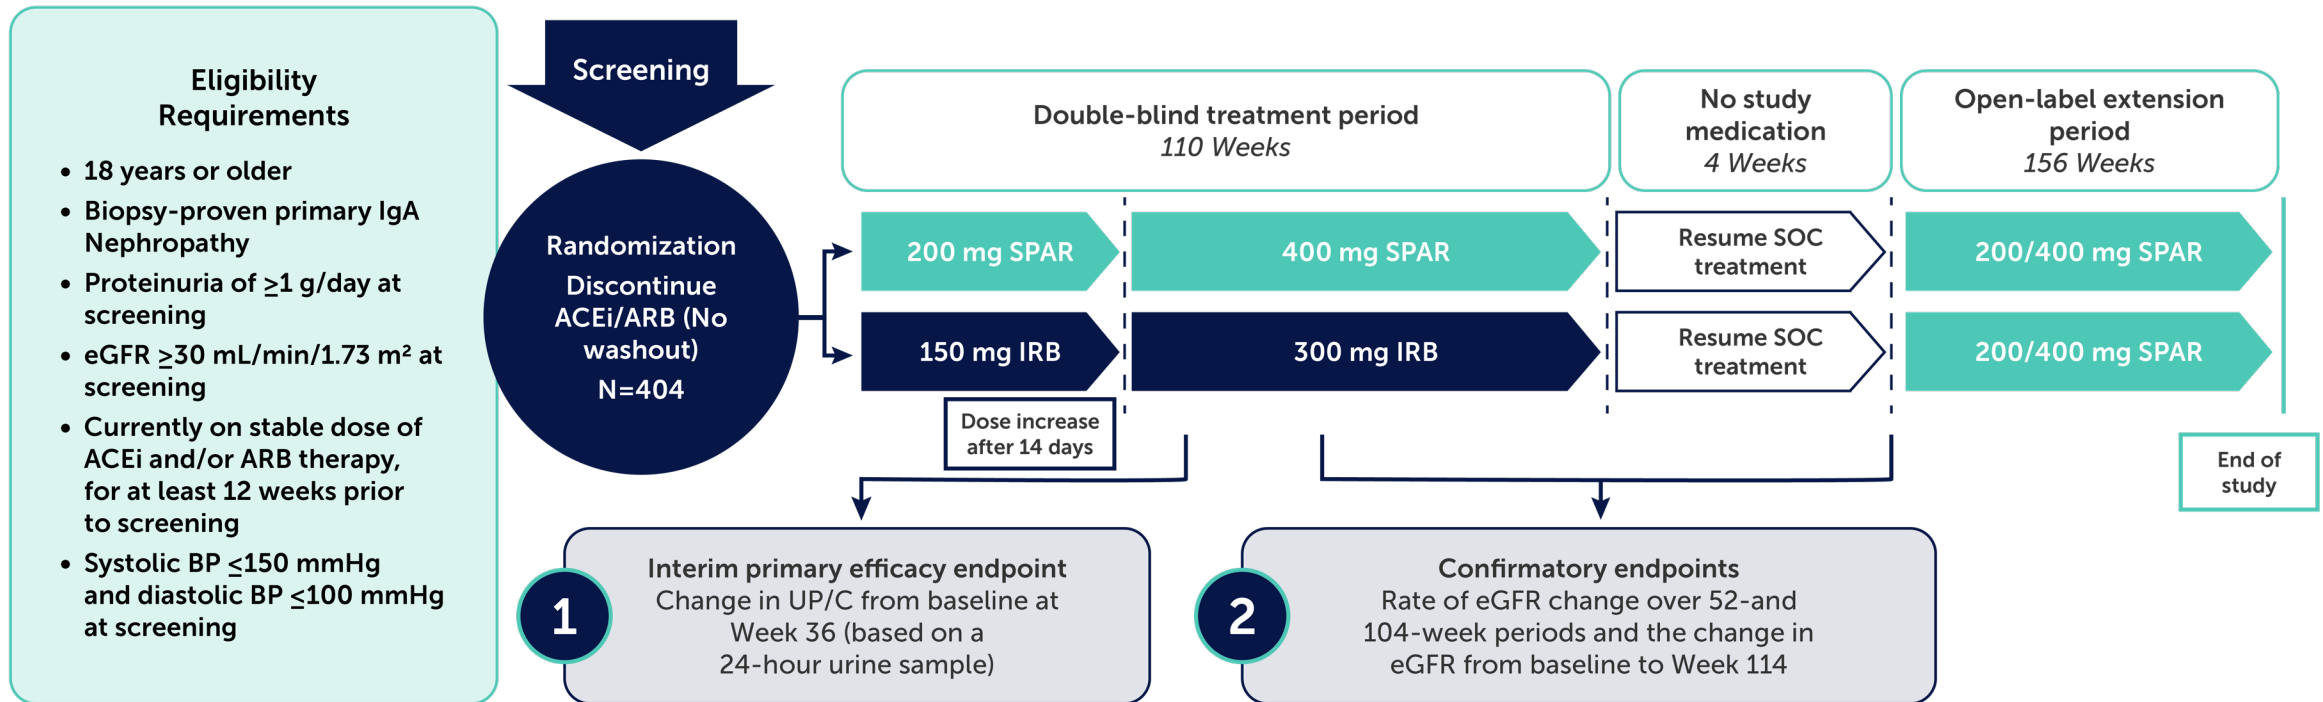 Eligibility
Requirements
• 18 years or older
• Biopsy-proven primary IgA
Nephropathy
• Proteinuria of ≥1 g/day at
screening
• eGFR ≥30 mL/min/1.73 m² at
screening
• Currently on stable dose of
ACEi and/or ARB therapy,
for at least 12 weeks prior
to screening
• Systolic BP ≤150 mmHg
and diastolic BP ≤100 mmHg
at screening
Screening
Randomization
Discontinue
ACEi/ARB (No
washout)
N=404
Double-blind treatment period
110 Weeks
No study
medication
4 Weeks
Open-label extension
period
156 Weeks
200 mg SPAR
400 mg SPAR
Resume SOC
treatment
200/400 mg SPAR
150 mg IRB
300 mg IRB
Resume SOC
treatment
200/400 mg SPAR
Dose increase
after 14 days
End of
study
1
Interim primary efficacy endpoint
Change in UP/C from baseline at
Week 36 (based on a
24-hour urine sample)
2
Confirmatory endpoints
Rate of eGFR change over 52-and
104-week periods and the change in
eGFR from baseline to Week 114